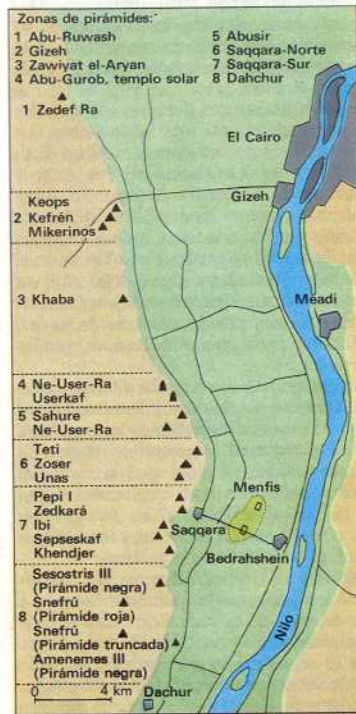 Zonas de pirámides:
1 Abu-Ruwash
2 Gizeh
3 Zawiyat el-Aryan
4 Abu-Gurob, templo solar
5 Abusir
6 Saqqara-Norte
7 Saqqara-Sur
8 Dahchur
1 Zedef Ra
El Cairo
Gizeh
Keops
2 Kefrén
Mikerinos
3 Khaba
Meadi
4 Ne-User-Ra
Userkaf
5 Sahure
Ne-User-Ra
Teti
6 Zoser
Unas
Menfis
Pepi I
Zedkará
7 Ibi
Sepseskaf
Khendjer
Saqqara
Bedrahshein
Sesostris III
(Pirámide negra)
Snefrú
8 (Pirámide roja)
Snefrú
(Pirámide truncada)
Amenemes III
(Pirámide negra)
Nilo
0 4 km
Dachur